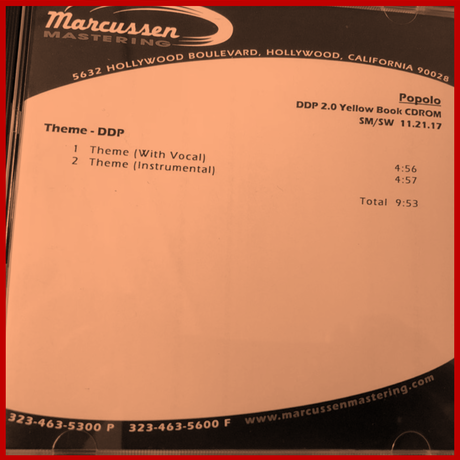 Marcussen
MASTERING
5632 HOLLYWOOD BOULEVARD, HOLLYWOOD, CALIFORNIA 90028
Popolo
DDP 2.0 Yellow Book CDROM
SM/SW 11.21.17
Theme - DDP
1 Theme (With Vocal) 4:56
2 Theme (Instrumental) 4:57
Total 9:53
323-463-5300 P 323-463-5600 F
www.marcussenmastering.com